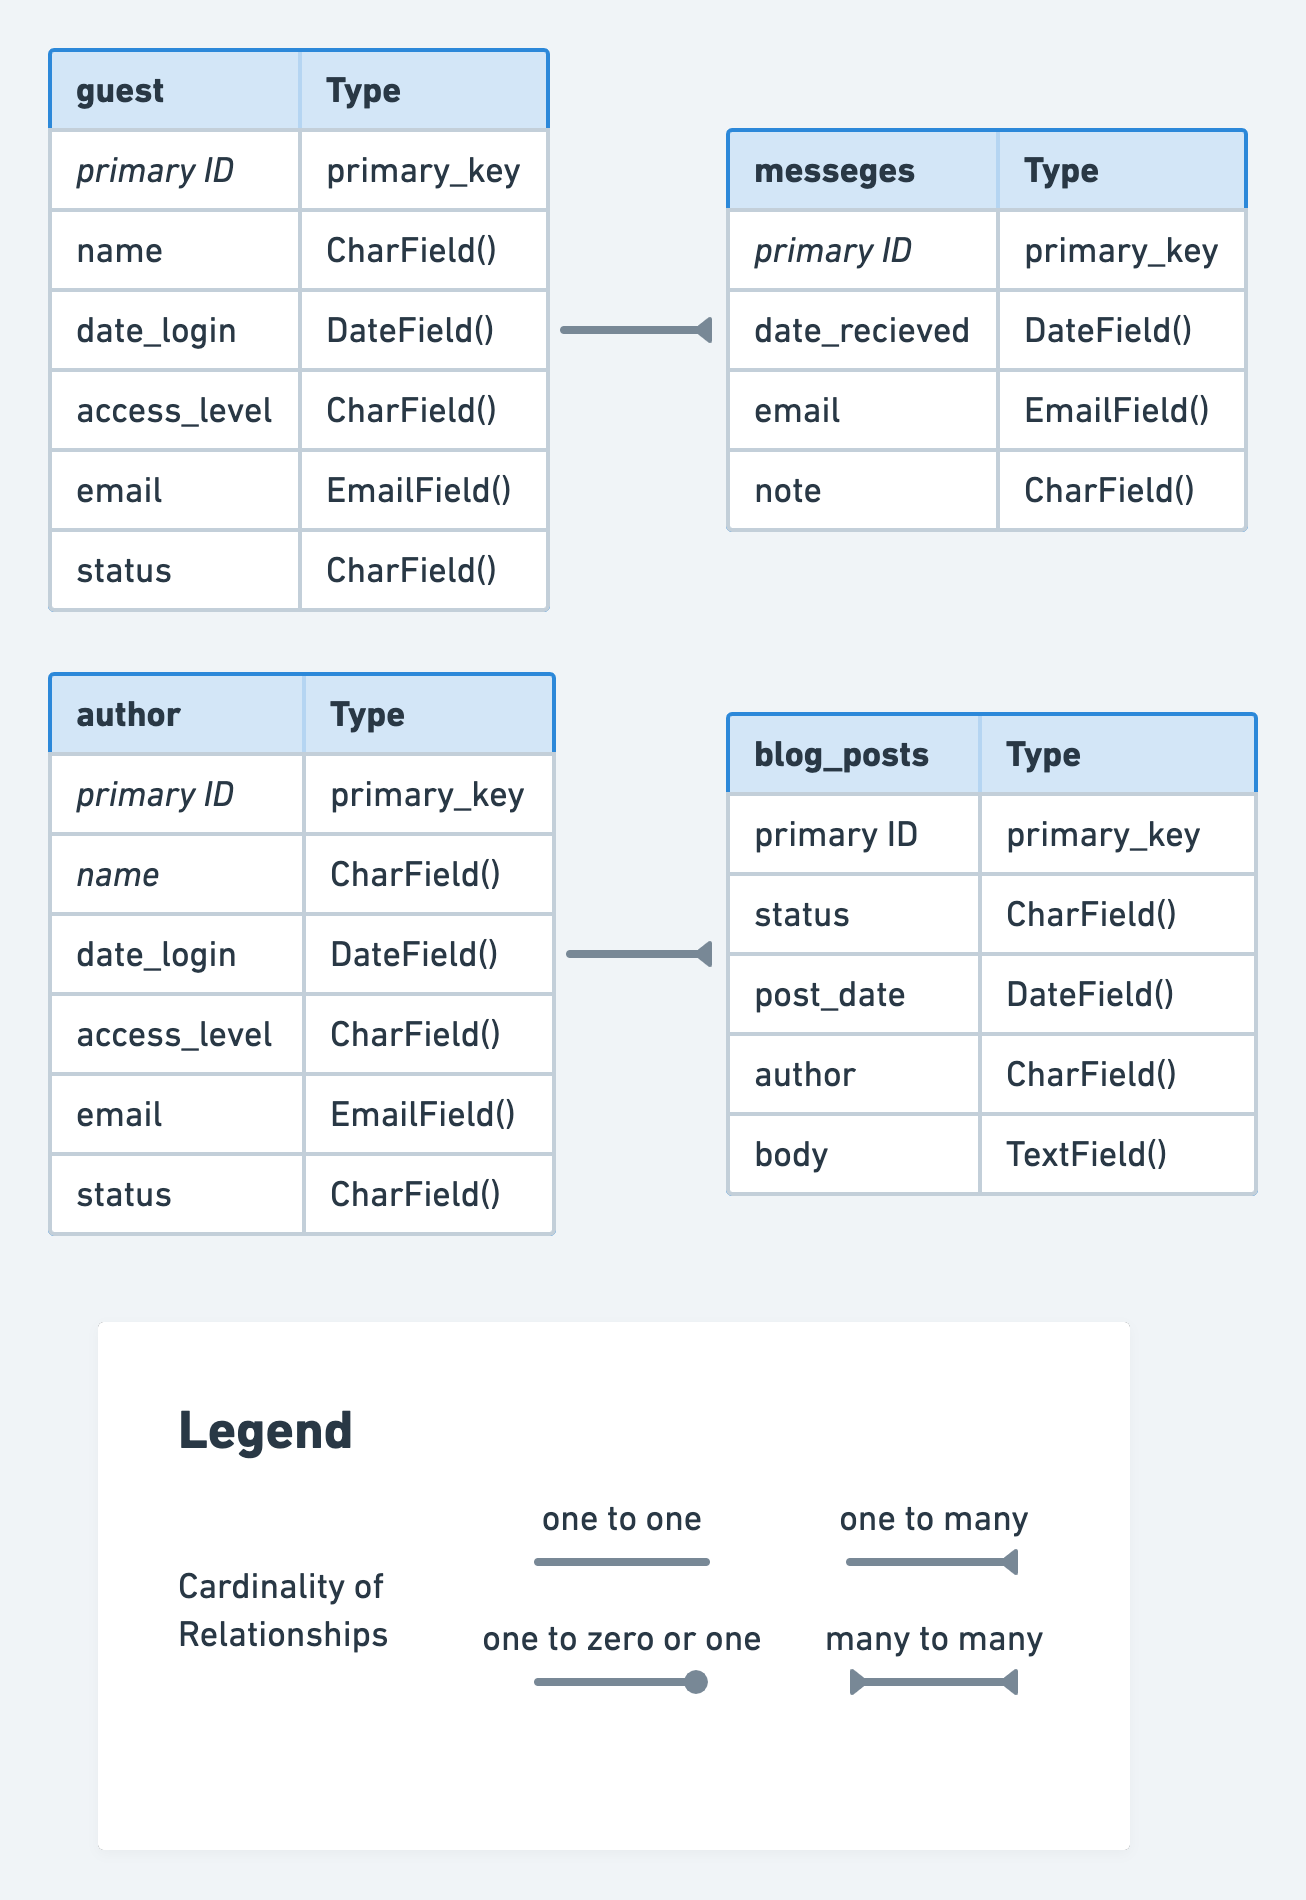 guest Type
primary ID primary_key
name CharField()
date_login DateField()
access_level CharField()
email EmailField()
status CharField()
messeges Type
primary ID primary_key
date_recieved DateField()
email EmailField()
note CharField()
author Type
primary ID primary_key
name CharField()
date_login DateField()
access_level CharField()
email EmailField()
status CharField()
blog_posts Type
primary ID primary_key
status CharField()
post_date DateField()
author CharField()
body TextField()
Legend
Cardinality of
Relationships
one to one
one to many
one to zero or one
many to many